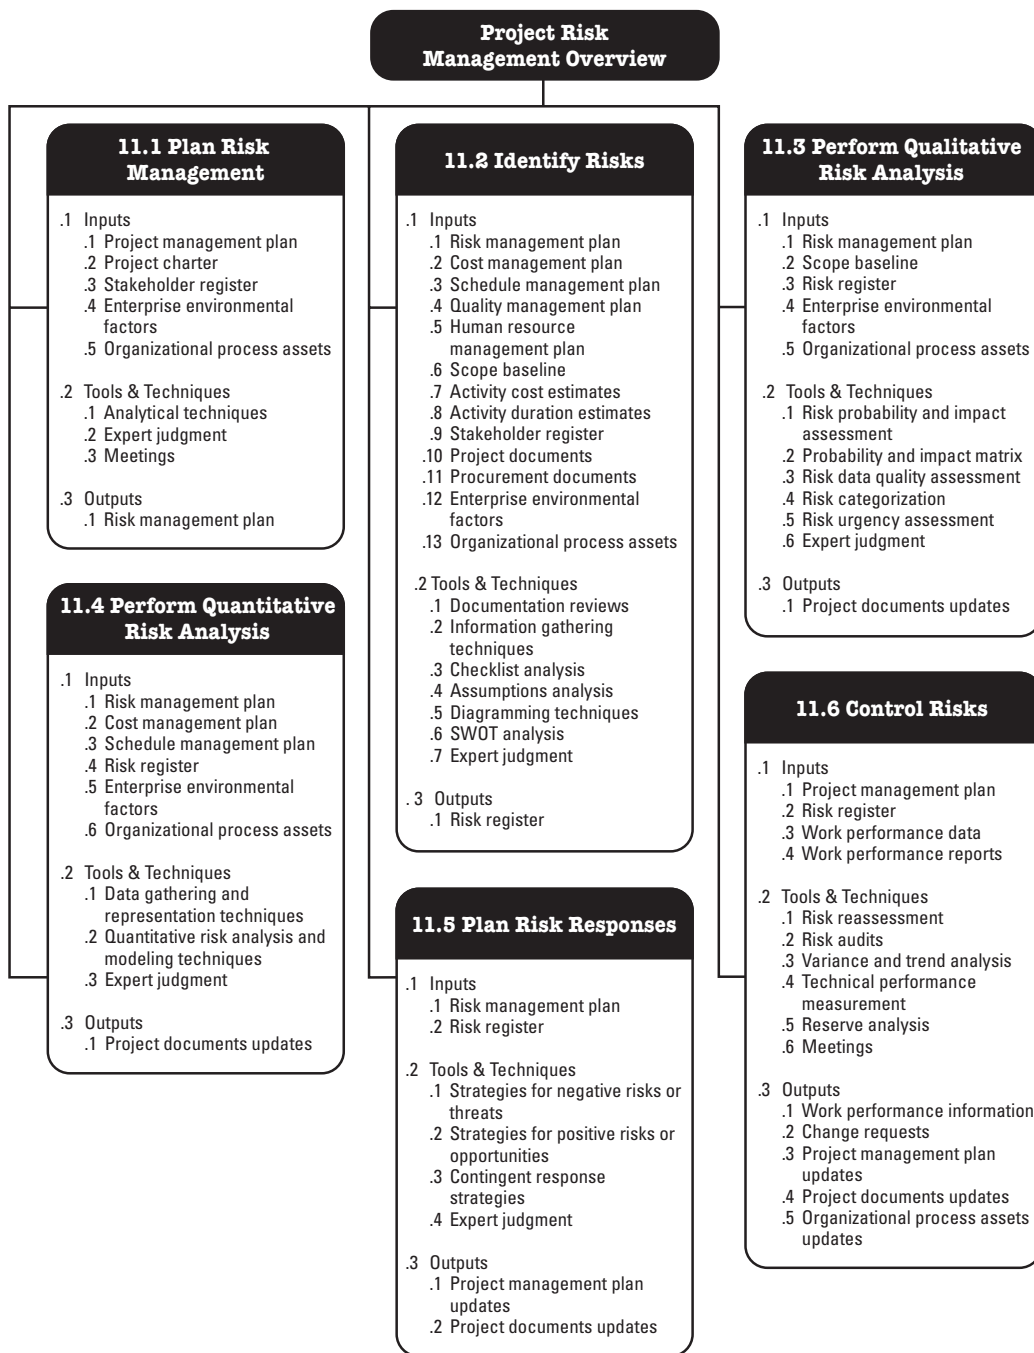 Project Risk
Management Overview
11.1 Plan Risk
Management
.1 Inputs
.1 Project management plan
.2 Project charter
.3 Stakeholder register
.4 Enterprise environmental
factors
.5 Organizational process assets
.2 Tools & Techniques
.1 Analytical techniques
.2 Expert judgment
.3 Meetings
.3 Outputs
.1 Risk management plan
11.2 Identify Risks
.1 Inputs
.1 Risk management plan
.2 Cost management plan
.3 Schedule management plan
.4 Quality management plan
.5 Human resource
management plan
.6 Scope baseline
.7 Activity cost estimates
.8 Activity duration estimates
.9 Stakeholder register
.10 Project documents
.11 Procurement documents
.12 Enterprise environmental
factors
.13 Organizational process assets
.2 Tools & Techniques
.1 Documentation reviews
.2 Information gathering
techniques
.3 Checklist analysis
.4 Assumptions analysis
.5 Diagramming techniques
.6 SWOT analysis
.7 Expert judgment
. 3 Outputs
.1 Risk register
11.3 Perform Qualitative
Risk Analysis
.1 Inputs
.1 Risk management plan
.2 Scope baseline
.3 Risk register
.4 Enterprise environmental
factors
.5 Organizational process assets
.2 Tools & Techniques
.1 Risk probability and impact
assessment
.2 Probability and impact matrix
.3 Risk data quality assessment
.4 Risk categorization
.5 Risk urgency assessment
.6 Expert judgment
.3 Outputs
.1 Project documents updates
11.4 Perform Quantitative
Risk Analysis
.1 Inputs
.1 Risk management plan
.2 Cost management plan
.3 Schedule management plan
.4 Risk register
.5 Enterprise environmental
factors
.6 Organizational process assets
.2 Tools & Techniques
.1 Data gathering and
representation techniques
.2 Quantitative risk analysis and
modeling techniques
.3 Expert judgment
.3 Outputs
.1 Project documents updates
11.5 Plan Risk Responses
.1 Inputs
.1 Risk management plan
.2 Risk register
.2 Tools & Techniques
.1 Strategies for negative risks or
threats
.2 Strategies for positive risks or
opportunities
.3 Contingent response
strategies
.4 Expert judgment
.3 Outputs
.1 Project management plan
updates
.2 Project documents updates
11.6 Control Risks
.1 Inputs
.1 Project management plan
.2 Risk register
.3 Work performance data
.4 Work performance reports
.2 Tools & Techniques
.1 Risk reassessment
.2 Risk audits
.3 Variance and trend analysis
.4 Technical performance
measurement
.5 Reserve analysis
.6 Meetings
.3 Outputs
.1 Work performance information
.2 Change requests
.3 Project management plan
updates
.4 Project documents updates
.5 Organizational process assets
updates